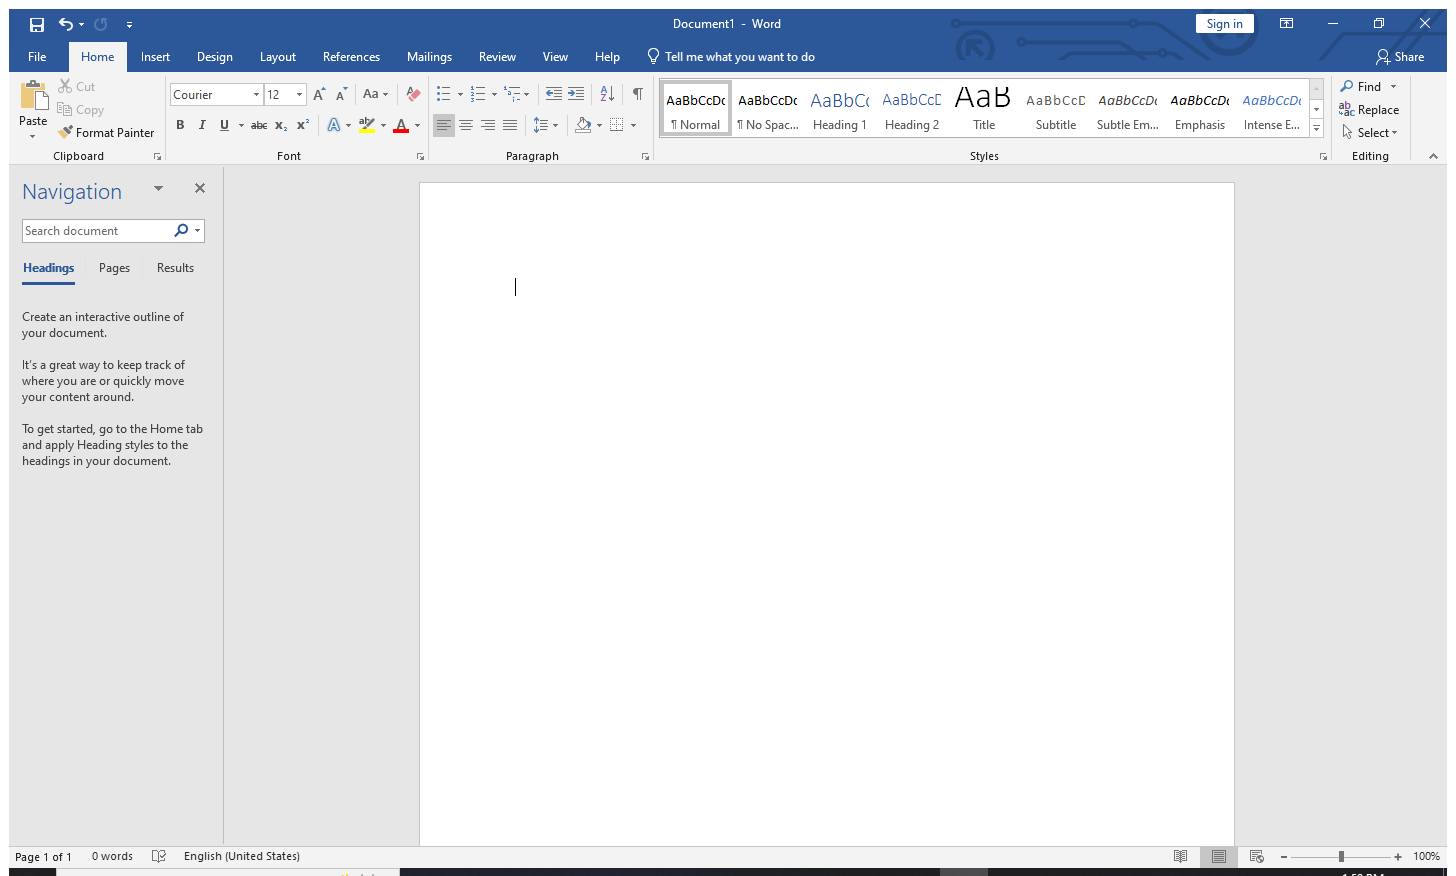 Document1 - Word
Sign in
File Home Insert Design Layout References Mailings Review View Help Tell me what you want to do Share
Paste
Cut
Copy
Format Painter
Clipboard
Courier 12 Aa
B I U abc x₂ x² A ab A
Font
Paragraph
AaBbCcDc AaBbCcDc AaBbCc AaBbCcD AaB AaBbCcD AaBbCcDc AaBbCcDc AaBbCcDc
¶ Normal ¶ No Spac... Heading 1 Heading 2 Title Subtitle Subtle Em... Emphasis Intense E...
Styles
Find
Replace
Select
Editing
Navigation
Search document
Headings Pages Results
Create an interactive outline of
your document.
It's a great way to keep track of
where you are or quickly move
your content around.
To get started, go to the Home tab
and apply Heading styles to the
headings in your document.
Page 1 of 1 0 words English (United States) 100%